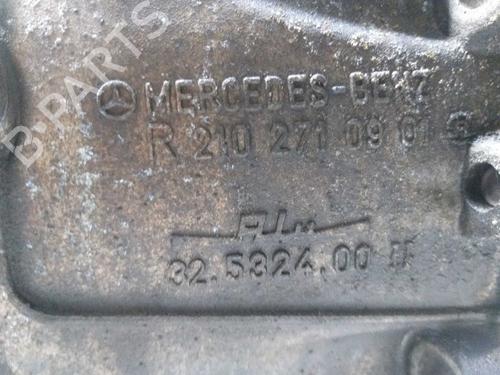 B-PARTS
MERCEDES-BENZ
R 210 271 09 01
32.5324.00